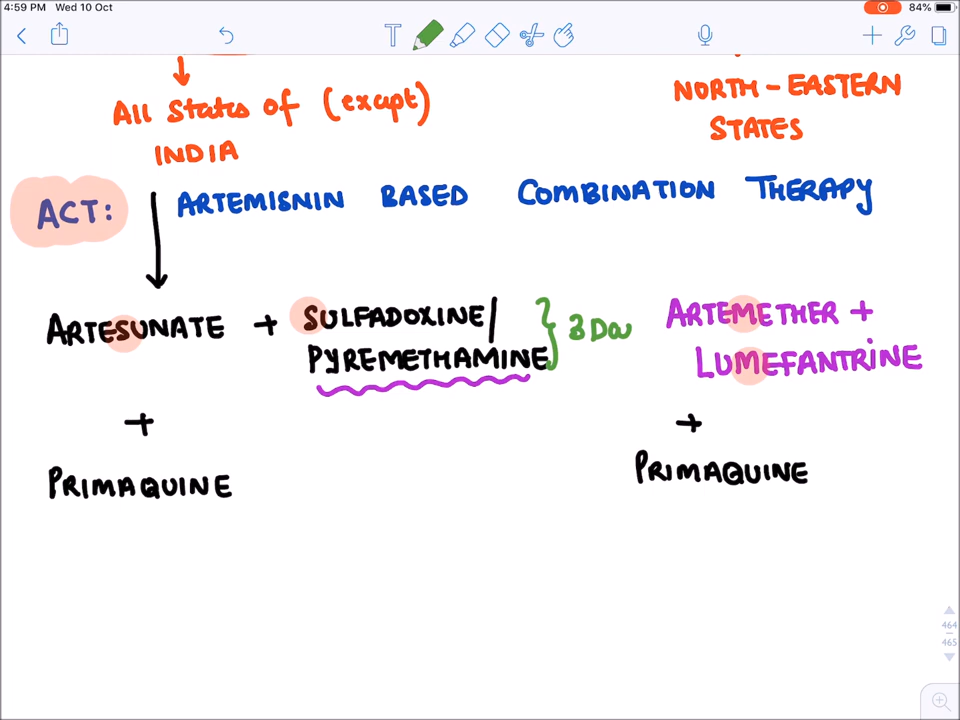 4:59 PM Wed 10 Oct
84%
T
All States of (exapt)
INDIA
NORTH - EASTERN
STATES
ACT: ARTEMISNIN BASED COMBINATION THERAPY
ARTESUNATE + SULFADOXINE/
PYREMETHAMINE
3 Da
ARTEMETHER +
LUMEFANTRINE
+
PRIMAQUINE
+
PRIMAQUINE
464
465